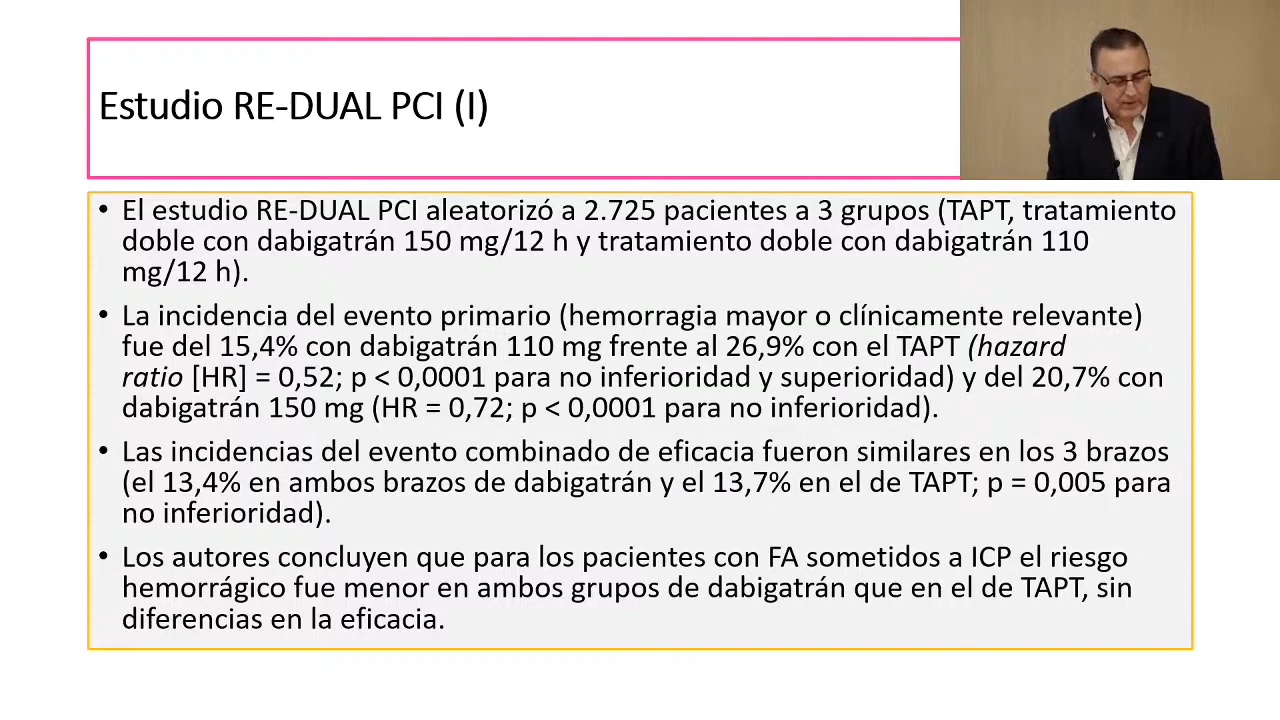 Estudio RE-DUAL PCI (I)
• El estudio RE-DUAL PCI aleatorizó a 2.725 pacientes a 3 grupos (TAPT, tratamiento
doble con dabigatrán 150 mg/12 h y tratamiento doble con dabigatrán 110
mg/12 h).
• La incidencia del evento primario (hemorragia mayor o clínicamente relevante)
fue del 15,4% con dabigatrán 110 mg frente al 26,9% con el TAPT (hazard
ratio [HR] = 0,52; p < 0,0001 para no inferioridad y superioridad) y del 20,7% con
dabigatrán 150 mg (HR = 0,72; p < 0,0001 para no inferioridad).
• Las incidencias del evento combinado de eficacia fueron similares en los 3 brazos
(el 13,4% en ambos brazos de dabigatrán y el 13,7% en el de TAPT; p = 0,005 para
no inferioridad).
• Los autores concluyen que para los pacientes con FA sometidos a ICP el riesgo
hemorrágico fue menor en ambos grupos de dabigatrán que en el de TAPT, sin
diferencias en la eficacia.